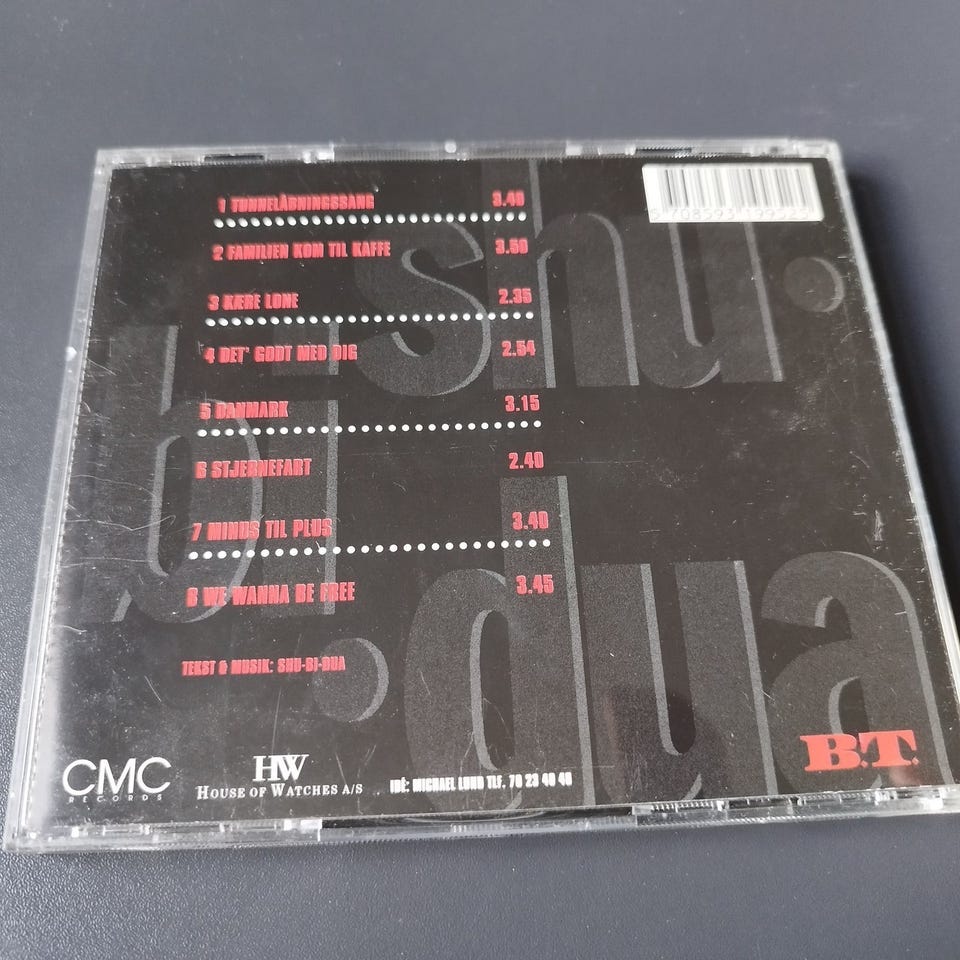 1 TUNNELÅBNINGSSANG 3.40
2 FAMILIEN KOM TIL KAFFE 3.50
3 KÆRE LONE 2.35
4 DET' GODT MED DIG 2.54
5 DANMARK 3.15
6 STJERNEFART 2.40
7 MINUS TIL PLUS 3.40
8 WE WANNA BE FREE 3.45
TEKST & MUSIK: SHU-BI-DUA
shu·
bi
·dua
5 708593 199525
CMC
RECORDS
HW
HOUSE OF WATCHES A/S
IDÉ: MICHAEL LUND TLF. 70 23 40 40
B.T.